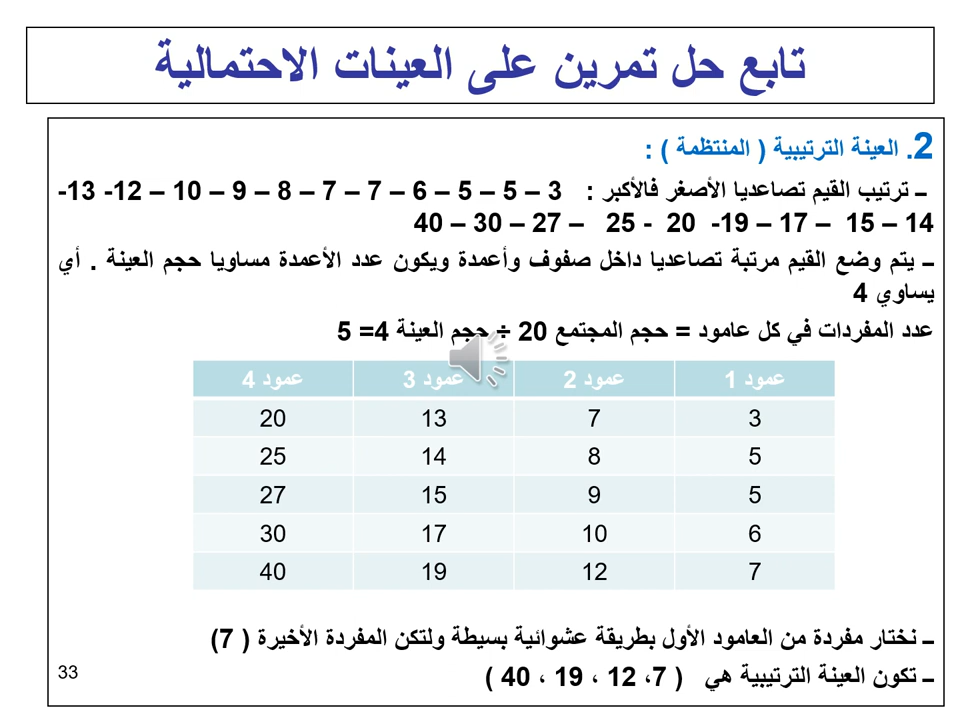 تابع حل تمرين على العينات الاحتمالية
2. العينة الترتيبية ( المنتظمة ) :
ــ ترتيب القيم تصاعديا الأصغر فالأكبر : 3 – 5 – 5 – 6 – 7 – 7 – 8 – 9 – 10 – 12- 13-
14 – 15 – 17 – 19- 20 - 25 – 27 – 30 – 40
ــ يتم وضع القيم مرتبة تصاعديا داخل صفوف وأعمدة ويكون عدد الأعمدة مساويا حجم العينة . أي
يساوي 4
عدد المفردات في كل عامود = حجم المجتمع 20 ÷ حجم العينة 4= 5
عمود 1 عمود 2 عمود 3 عمود 4
3 7 13 20
5 8 14 25
5 9 15 27
6 10 17 30
7 12 19 40
ــ نختار مفردة من العامود الأول بطريقة عشوائية بسيطة ولتكن المفردة الأخيرة ( 7)
ــ تكون العينة الترتيبية هي ( 7، 12 ، 19 ، 40 )
33